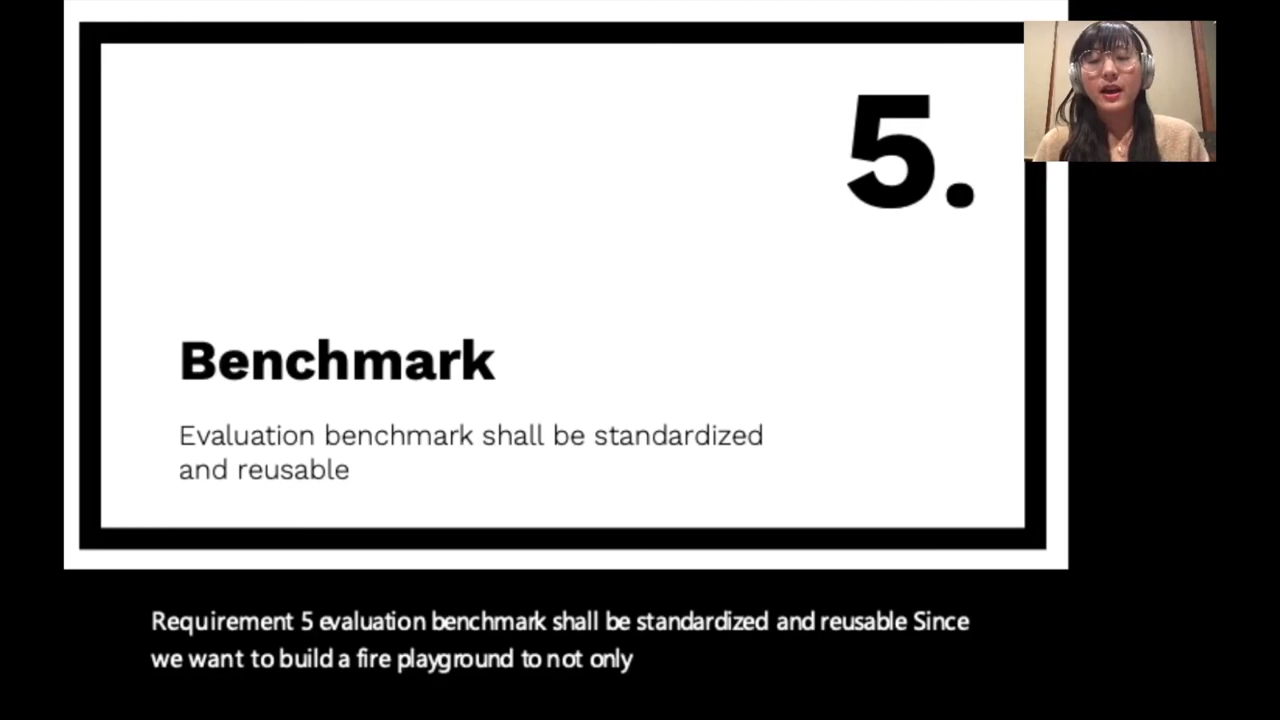 5.
Benchmark
Evaluation benchmark shall be standardized
and reusable
Requirement 5 evaluation benchmark shall be standardized and reusable Since
we want to build a fire playground to not only